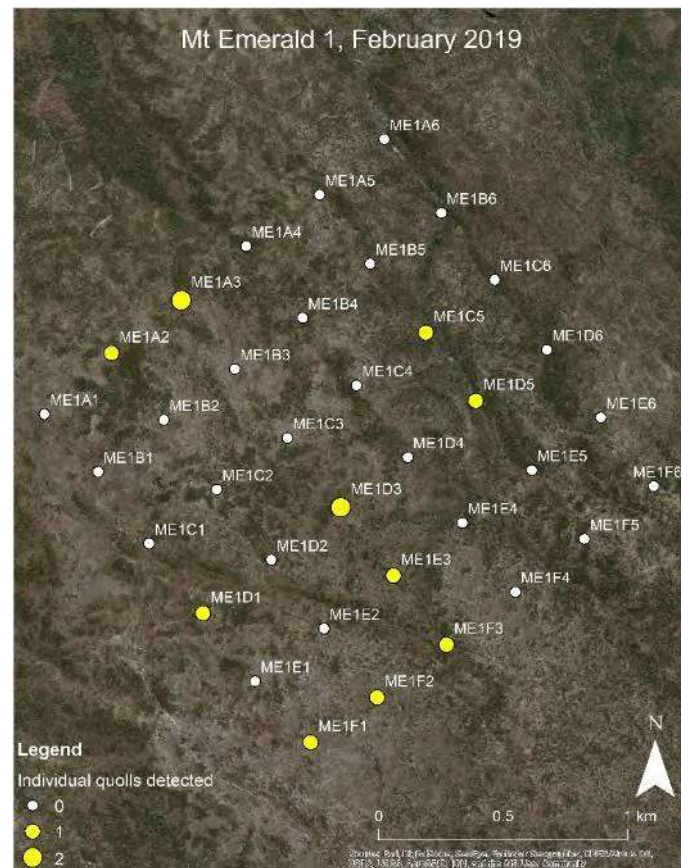 Mt Emerald 1, February 2019
ME1A6
ME1A5
ME1B6
ME1A4
ME1B5
ME1C6
ME1A3
ME1B4
ME1C5
ME1A2
ME1D6
ME1B3
ME1C4
ME1D5
ME1A1
ME1B2
ME1E6
ME1C3
ME1D4
ME1B1
ME1E5
ME1C2
ME1F6
ME1D3
ME1E4
ME1C1
ME1F5
ME1D2
ME1E3
ME1F4
ME1D1
ME1E2
ME1F3
ME1E1
ME1F2
ME1F1
N
Legend
Individual quolls detected
0
1
2
0 0.5 1 km